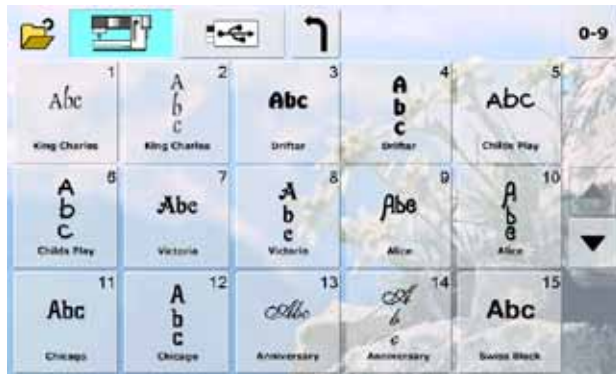 0-9
1
Abc
King Charles
2
A
b
c
King Charles
3
Abc
Drifter
4
A
b
c
Drifter
5
Abc
Childs Play
6
A
b
c
Childs Play
7
Abc
Victoria
8
A
b
c
Victoria
9
Abc
Alice
10
A
b
c
Alice
11
Abc
Chicago
12
A
b
c
Chicago
13
Abc
Anniversary
14
A
b
c
Anniversary
15
Abc
Swiss Block